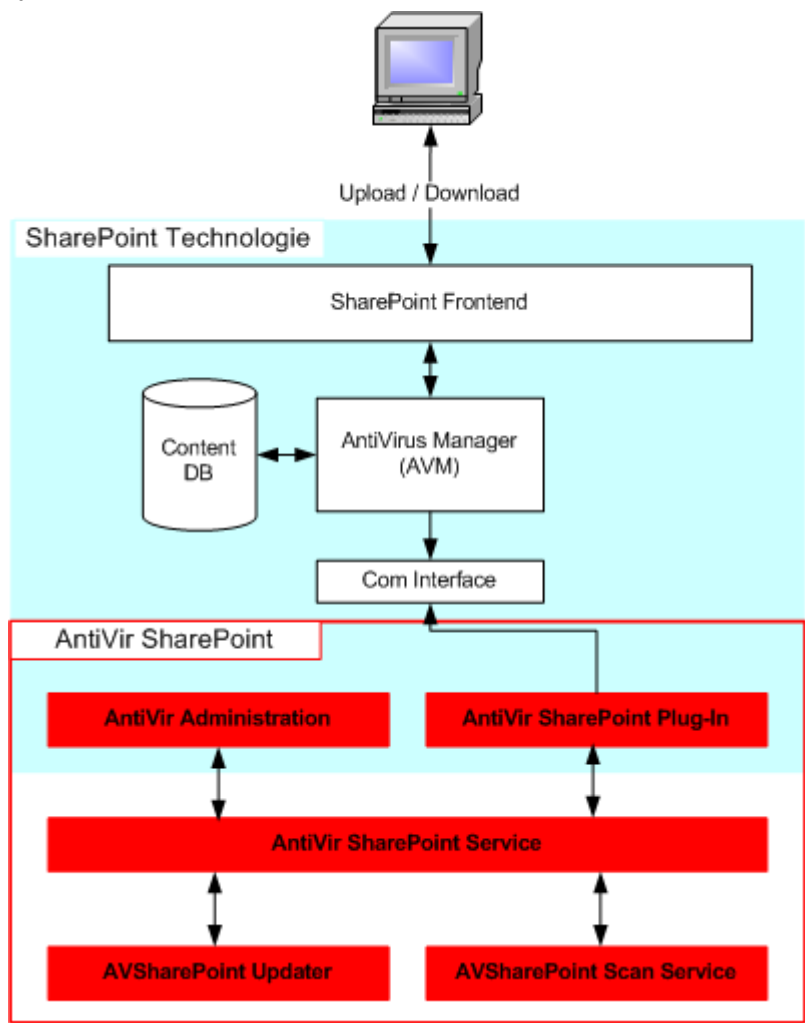 Upload / Download
SharePoint Technologie
SharePoint Frontend
Content
DB
AntiVirus Manager
(AVM)
Com Interface
AntiVir SharePoint
AntiVir Administration
AntiVir SharePoint Plug-In
AntiVir SharePoint Service
AVSharePoint Updater
AVSharePoint Scan Service